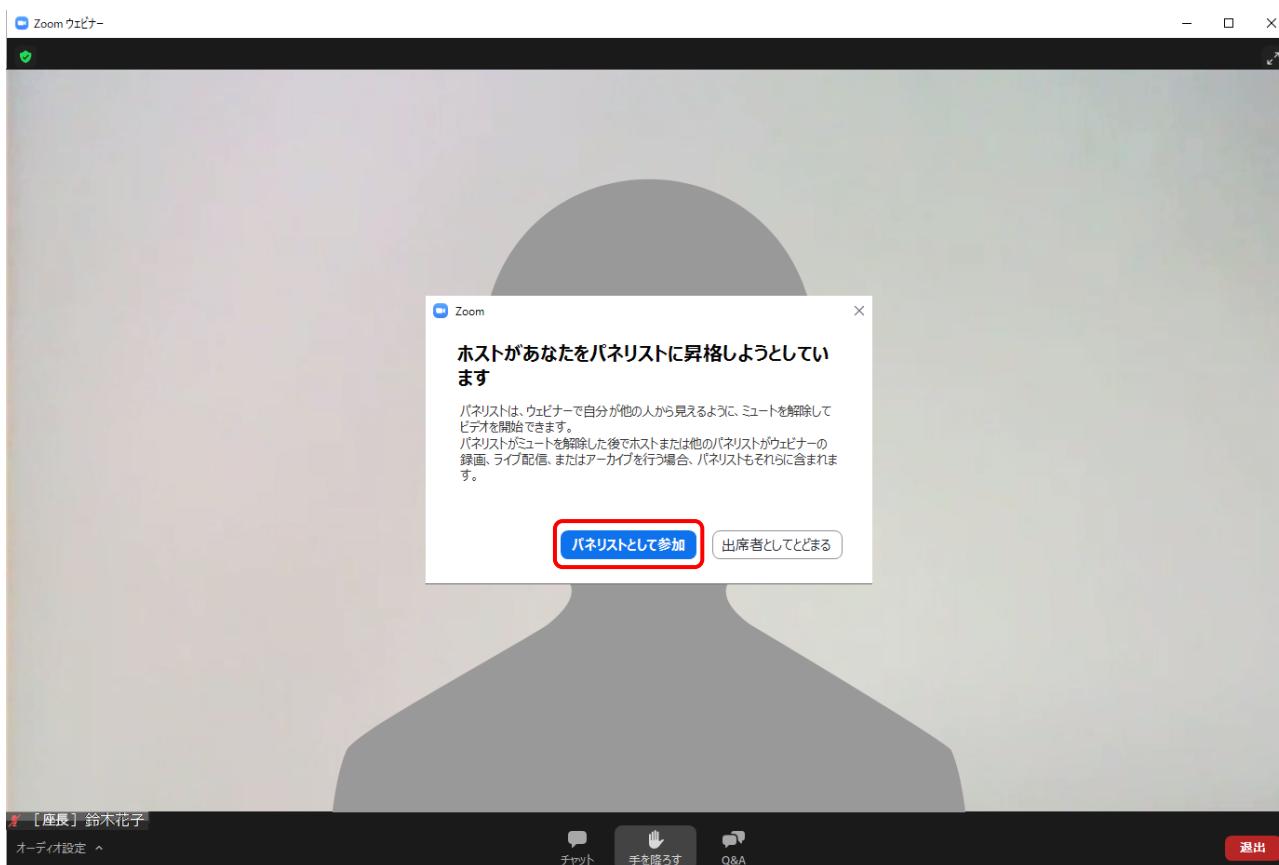 Zoom ウェビナー
Zoom
ホストがあなたをパネリストに昇格しようとしてい
ます
パネリストは、ウェビナーで自分が他の人から見えるように、ミュートを解除して
ビデオを開始できます。
パネリストがミュートを解除した後でホストまたは他のパネリストがウェビナーの
録画、ライブ配信、またはアーカイブを行う場合、パネリストもそれらに含まれま
す。
パネリストとして参加
出席者としてとどまる
［座長］鈴木花子
オーディオ設定
チャット
手を降ろす
Q&A
退出